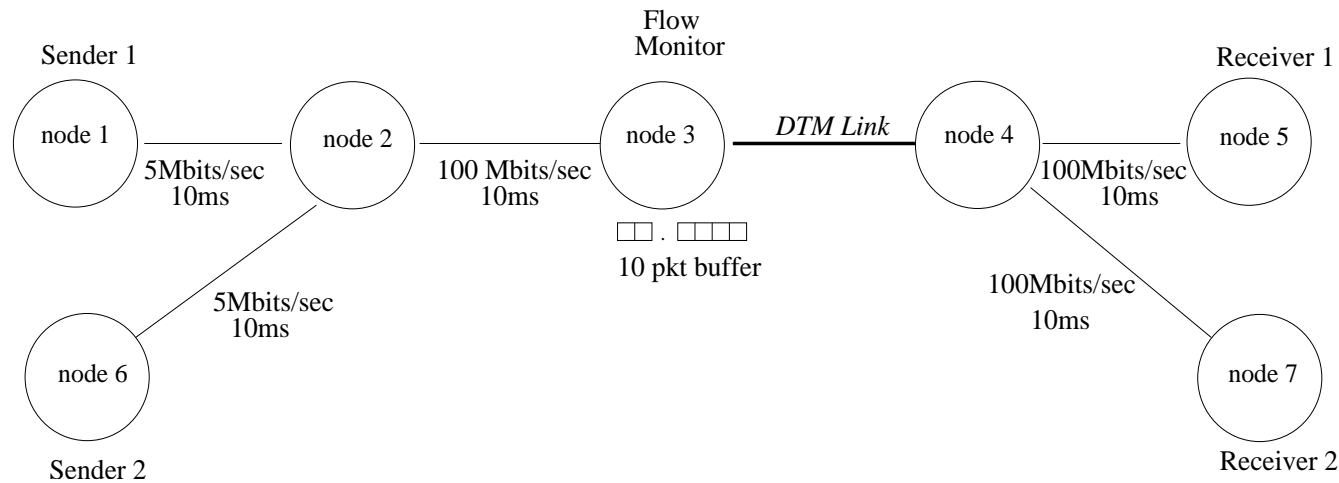 Flow
Monitor
Sender 1
Receiver 1
node 1
node 2
node 3
DTM Link
node 4
node 5
5Mbits/sec
10ms
100 Mbits/sec
10ms
100Mbits/sec
10ms
.
10 pkt buffer
5Mbits/sec
10ms
100Mbits/sec
10ms
node 6
node 7
Sender 2
Receiver 2